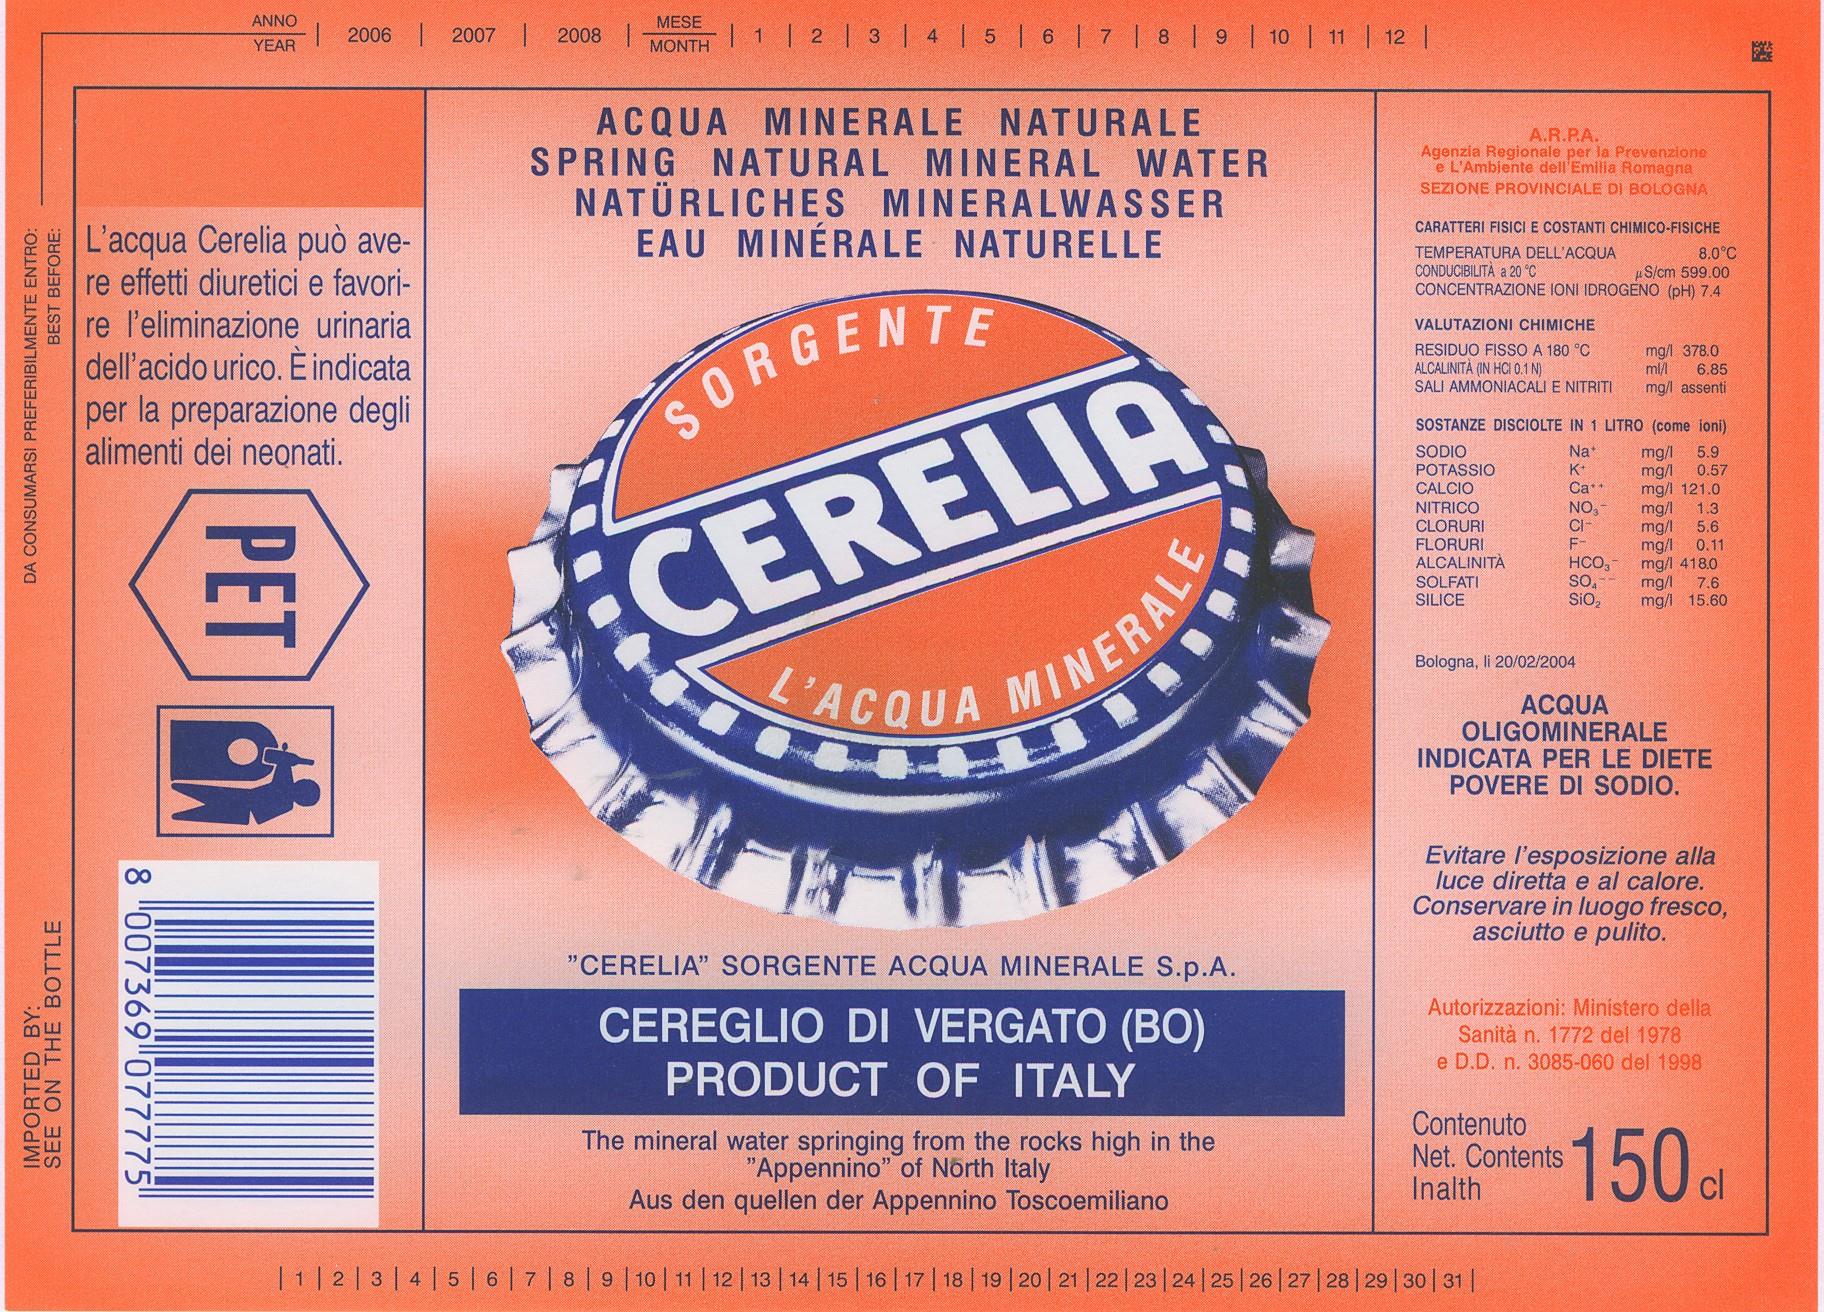 ANNO
YEAR
2006 2007 2008
MESE
MONTH
1 2 3 4 5 6 7 8 9 10 11 12
DA CONSUMARSI PREFERIBILMENTE ENTRO:
BEST BEFORE:
IMPORTED BY:
SEE ON THE BOTTLE
L'acqua Cerelia può ave-
re effetti diuretici e favori-
re l'eliminazione urinaria
dell'acido urico. È indicata
per la preparazione degli
alimenti dei neonati.
PET
8 007369 077775
ACQUA MINERALE NATURALE
SPRING NATURAL MINERAL WATER
NATÜRLICHES MINERALWASSER
EAU MINÉRALE NATURELLE
SORGENTE
CERELIA
L'ACQUA MINERALE
"CERELIA" SORGENTE ACQUA MINERALE S.p.A.
CEREGLIO DI VERGATO (BO)
PRODUCT OF ITALY
The mineral water springing from the rocks high in the
"Appennino" of North Italy
Aus den quellen der Appennino Toscoemiliano
A.R.P.A.
Agenzia Regionale per la Prevenzione
e L'Ambiente dell'Emilia Romagna
SEZIONE PROVINCIALE DI BOLOGNA
CARATTERI FISICI E COSTANTI CHIMICO-FISICHE
TEMPERATURA DELL'ACQUA 8.0°C
CONDUCIBILITÀ a 20 °C µS/cm 599.00
CONCENTRAZIONE IONI IDROGENO (pH) 7.4
VALUTAZIONI CHIMICHE
RESIDUO FISSO A 180 °C mg/l 378.0
ALCALINITÀ (IN HCl 0.1 N) ml/l 6.85
SALI AMMONIACALI E NITRITI mg/l assenti
SOSTANZE DISCIOLTE IN 1 LITRO (come ioni)
SODIO Na⁺ mg/l 5.9
POTASSIO K⁺ mg/l 0.57
CALCIO Ca⁺⁺ mg/l 121.0
NITRICO NO₃⁻ mg/l 1.3
CLORURI Cl⁻ mg/l 5.6
FLORURI F⁻ mg/l 0.11
ALCALINITÀ HCO₃⁻ mg/l 418.0
SOLFATI SO₄⁻⁻ mg/l 7.6
SILICE SiO₂ mg/l 15.60
Bologna, li 20/02/2004
ACQUA
OLIGOMINERALE
INDICATA PER LE DIETE
POVERE DI SODIO.
Evitare l'esposizione alla
luce diretta e al calore.
Conservare in luogo fresco,
asciutto e pulito.
Autorizzazioni: Ministero della
Sanità n. 1772 del 1978
e D.D. n. 3085-060 del 1998
Contenuto
Net. Contents
Inalth
150 cl
1 2 3 4 5 6 7 8 9 10 11 12 13 14 15 16 17 18 19 20 21 22 23 24 25 26 27 28 29 30 31